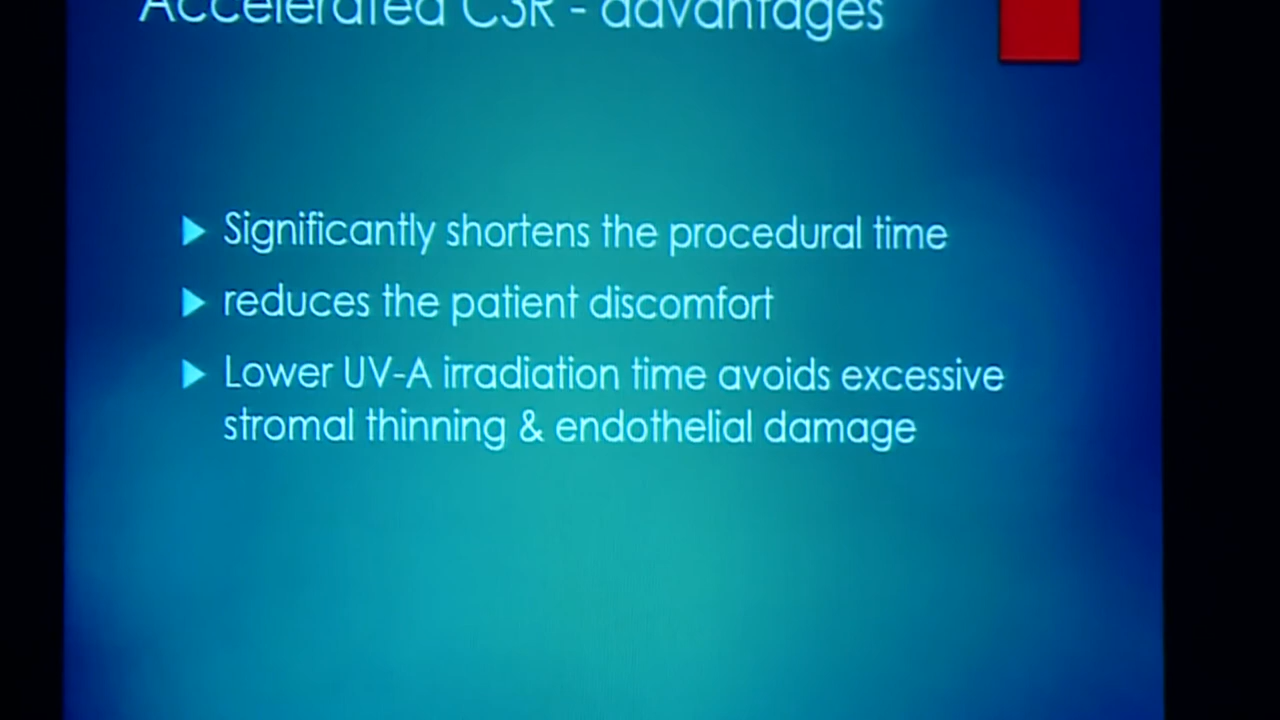 Accelerated C3R - advantages
Significantly shortens the procedural time
reduces the patient discomfort
Lower UV-A irradiation time avoids excessive
stromal thinning & endothelial damage